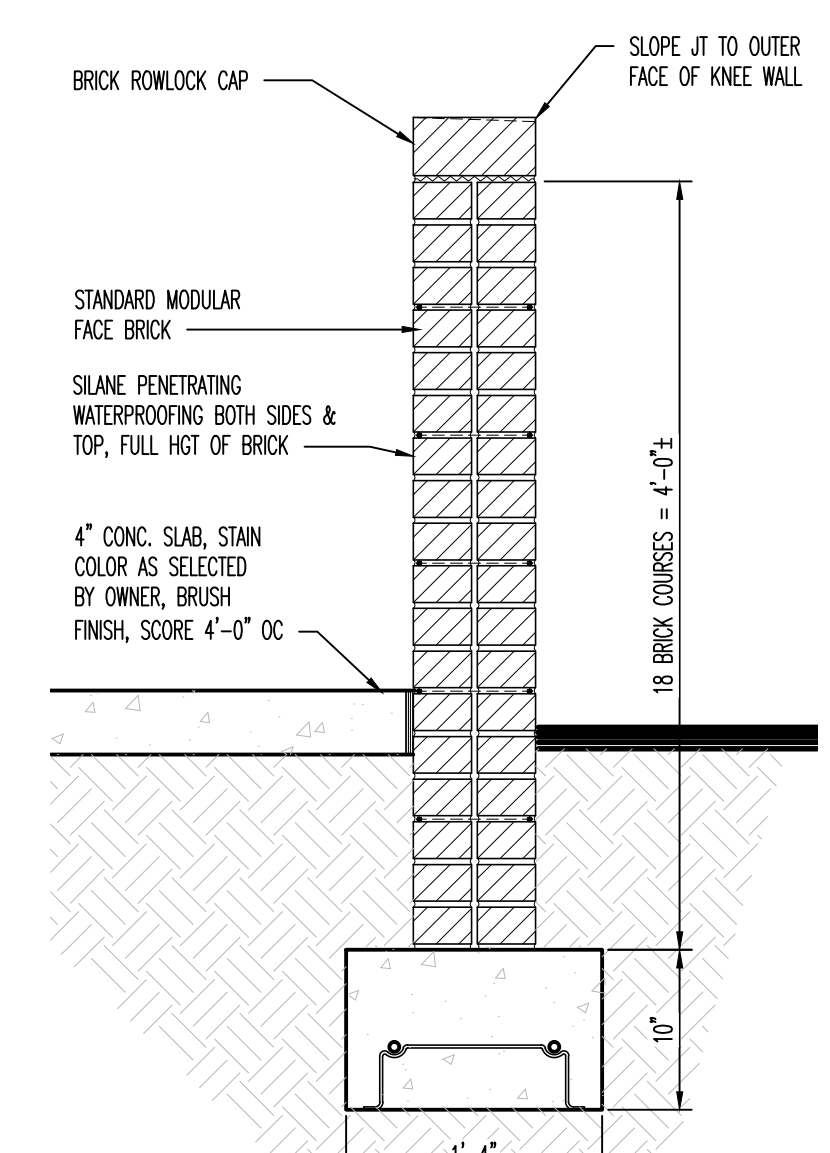 SLOPE JT TO OUTER
FACE OF KNEE WALL
BRICK ROWLOCK CAP
STANDARD MODULAR
FACE BRICK
SILANE PENETRATING
WATERPROOFING BOTH SIDES &
TOP, FULL HGT OF BRICK
4" CONC. SLAB, STAIN
COLOR AS SELECTED
BY OWNER, BRUSH
FINISH, SCORE 4'-0" OC
18 BRICK COURSES = 4'-0"±
10"
1'-4"